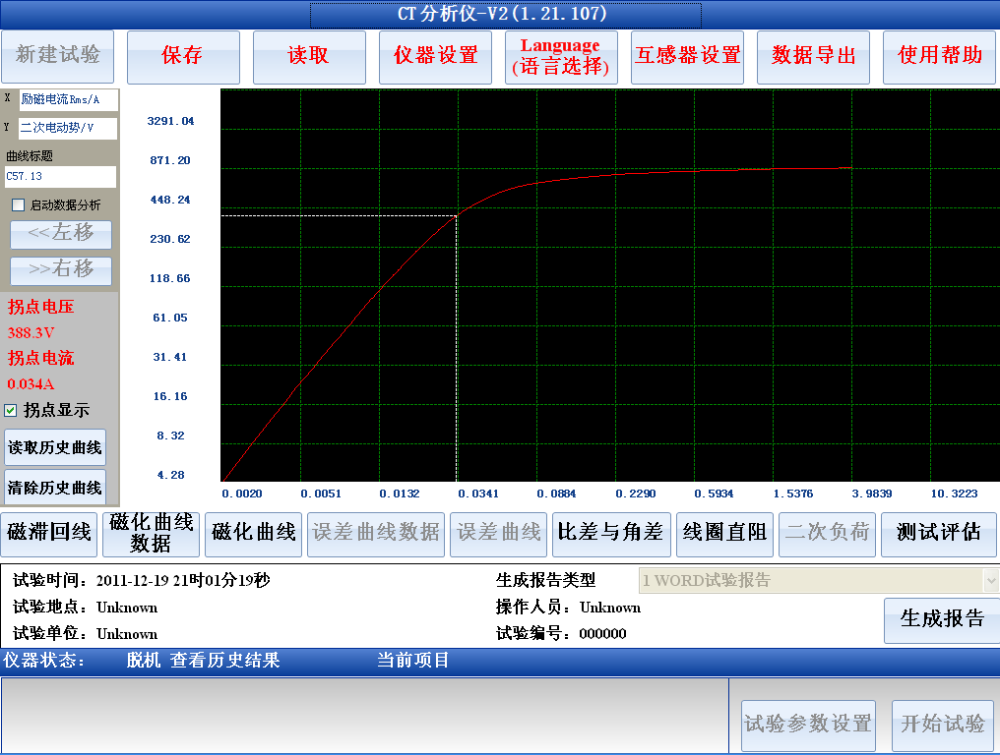 CT分析仪-V2(1.21.107)
新建试验
保存
读取
仪器设置
Language
(语言选择)
互感器设置
数据导出
使用帮助
X 励磁电流Rms/A
Y 二次电动势/V
曲线标题
C57.13
启动数据分析
<<左移
>>右移
拐点电压
388.3V
拐点电流
0.034A
拐点显示
读取历史曲线
清除历史曲线
3291.04
871.20
448.24
230.62
118.66
61.05
31.41
16.16
8.32
4.28
0.0020 0.0051 0.0132 0.0341 0.0884 0.2290 0.5934 1.5376 3.9839 10.3223
磁滞回线
磁化曲线
数据
磁化曲线
误差曲线数据
误差曲线
比差与角差
线圈直阻
二次负荷
测试评估
试验时间: 2011-12-19 21时01分19秒
试验地点: Unknown
试验单位: Unknown
生成报告类型 1 WORD试验报告
操作人员: Unknown
试验编号: 000000
生成报告
仪器状态: 脱机 查看历史结果 当前项目
试验参数设置
开始试验